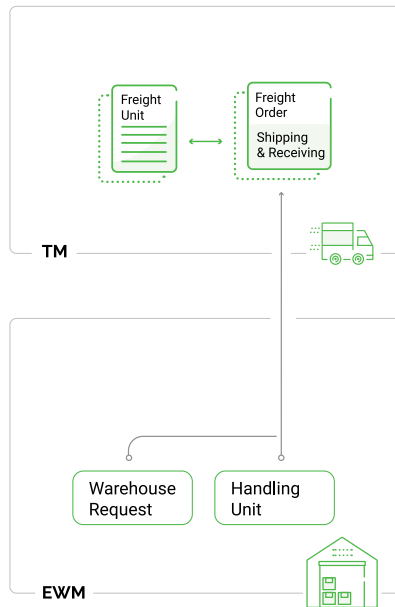 Freight
Unit
Freight
Order
Shipping
& Receiving
TM
Warehouse
Request
Handling
Unit
EWM